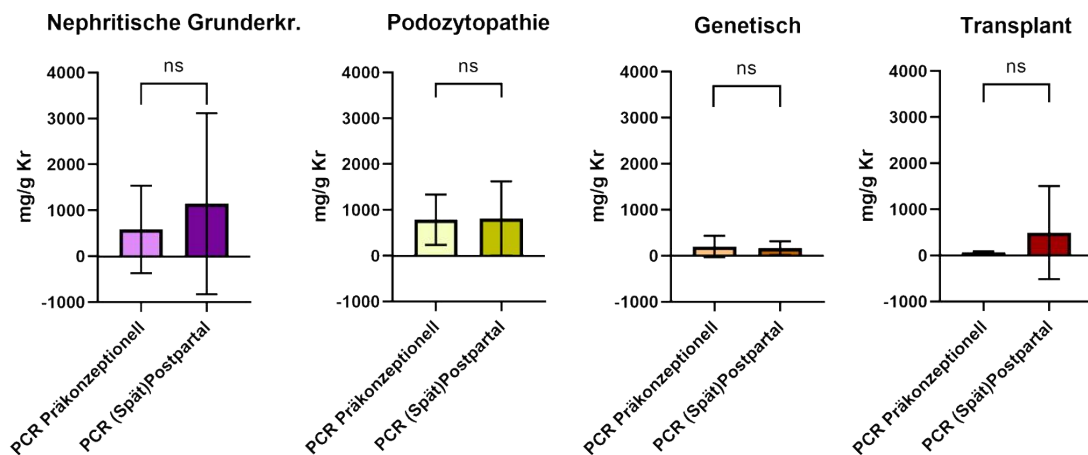 Nephritische Grunderkr.
ns
mg/g Kr
4000
3000
2000
1000
0
-1000
PCR Präkonzeptionell
PCR (Spät)Postpartal
Podozytopathie
ns
mg/g Kr
4000
3000
2000
1000
0
-1000
PCR Präkonzeptionell
PCR (Spät)Postpartal
Genetisch
ns
mg/g Kr
4000
3000
2000
1000
0
-1000
PCR Präkonzeptionell
PCR (Spät)Postpartal
Transplant
ns
mg/g Kr
4000
3000
2000
1000
0
-1000
PCR Präkonzeptionell
PCR (Spät)Postpartal